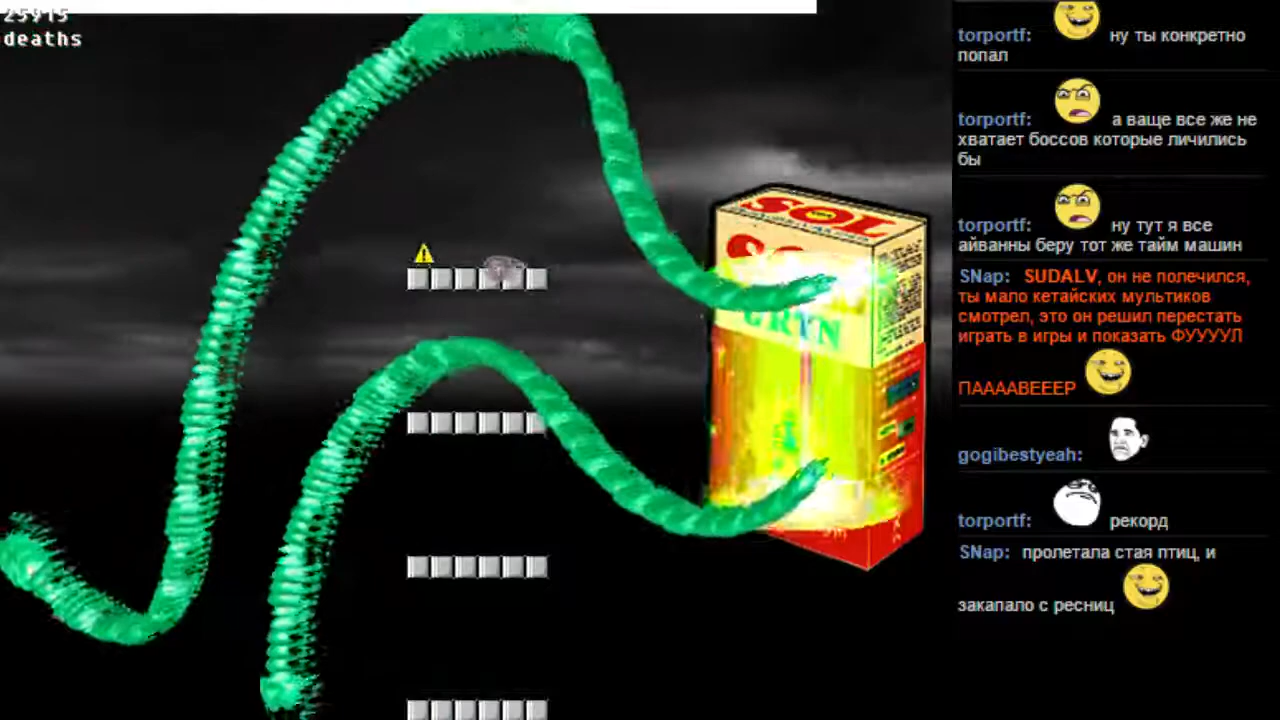 25915
deaths
SOL
torportf: ну ты конкретно
попал
torportf: а ваще все же не
хватает боссов которые личились
бы
torportf: ну тут я все
айванны беру тот же тайм машин
SNap: SUDALV, он не полечился,
ты мало кетайских мультиков
смотрел, это он решил перестать
играть в игры и показать ФУУУУЛ
ПААААВЕЕЕР
gogibestyeah:
torportf: рекорд
SNap: пролетала стая птиц, и
закапало с ресниц